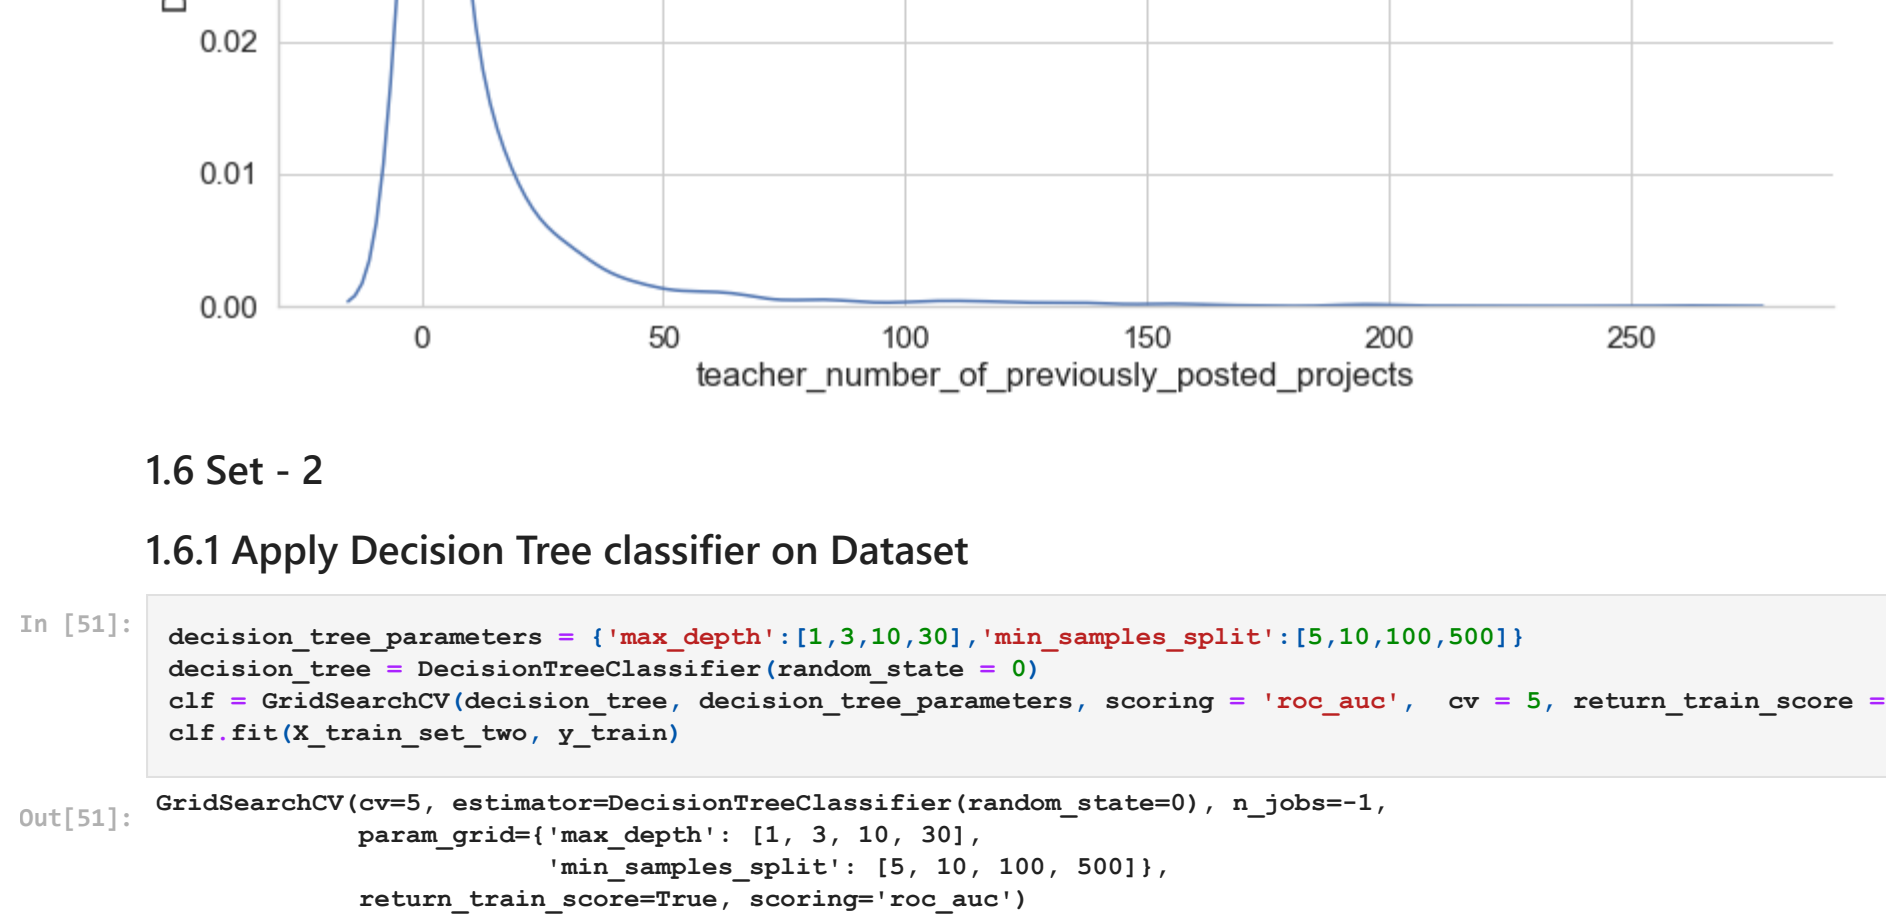 0.02
0.01
0.00
0 50 100 150 200 250
teacher_number_of_previously_posted_projects
1.6 Set - 2
1.6.1 Apply Decision Tree classifier on Dataset
In [51]:
decision_tree_parameters = {'max_depth':[1,3,10,30],'min_samples_split':[5,10,100,500]}
decision_tree = DecisionTreeClassifier(random_state = 0)
clf = GridSearchCV(decision_tree, decision_tree_parameters, scoring = 'roc_auc',  cv = 5, return_train_score =
clf.fit(X_train_set_two, y_train)
Out[51]:
GridSearchCV(cv=5, estimator=DecisionTreeClassifier(random_state=0), n_jobs=-1,
             param_grid={'max_depth': [1, 3, 10, 30],
                         'min_samples_split': [5, 10, 100, 500]},
             return_train_score=True, scoring='roc_auc')